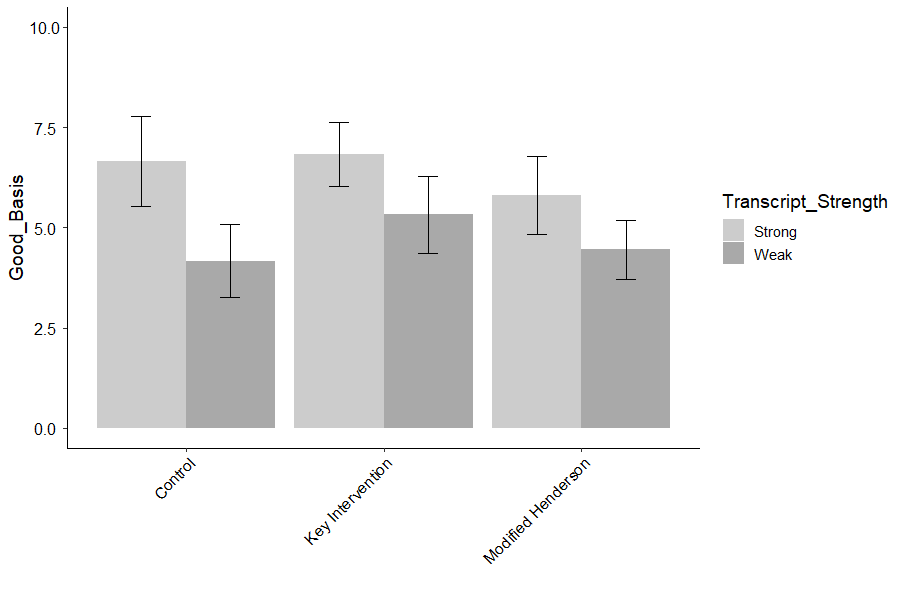 10.0
7.5
5.0
2.5
0.0
Good_Basis
Control
Key Intervention
Modified Henderson
Transcript_Strength
Strong
Weak